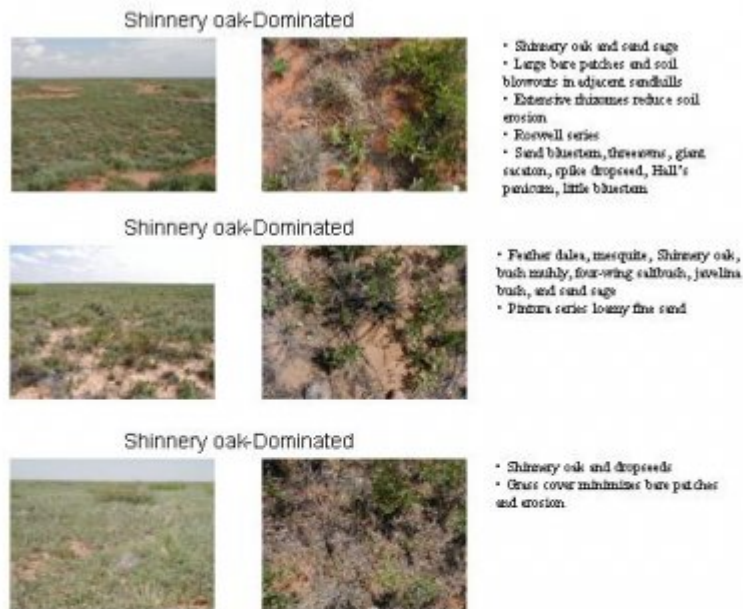 Shinnery oak-Dominated
• Shinnery oak and sand sage
• Large bare patches and soil
blowouts in adjacent sandhills
• Extensive rhizomes reduce soil
erosion
• Roswell series
• Sand bluestem, threeawns, giant
sacaton, spike dropseed, Hall's
panicum, little bluestem
Shinnery oak-Dominated
• Feather dalea, mesquite, Shinnery oak,
bush muhly, four-wing saltbush, javelina
bush, and sand sage
• Pintura series loamy fine sand
Shinnery oak-Dominated
• Shinnery oak and dropseeds
• Grass cover minimizes bare patches
and erosion